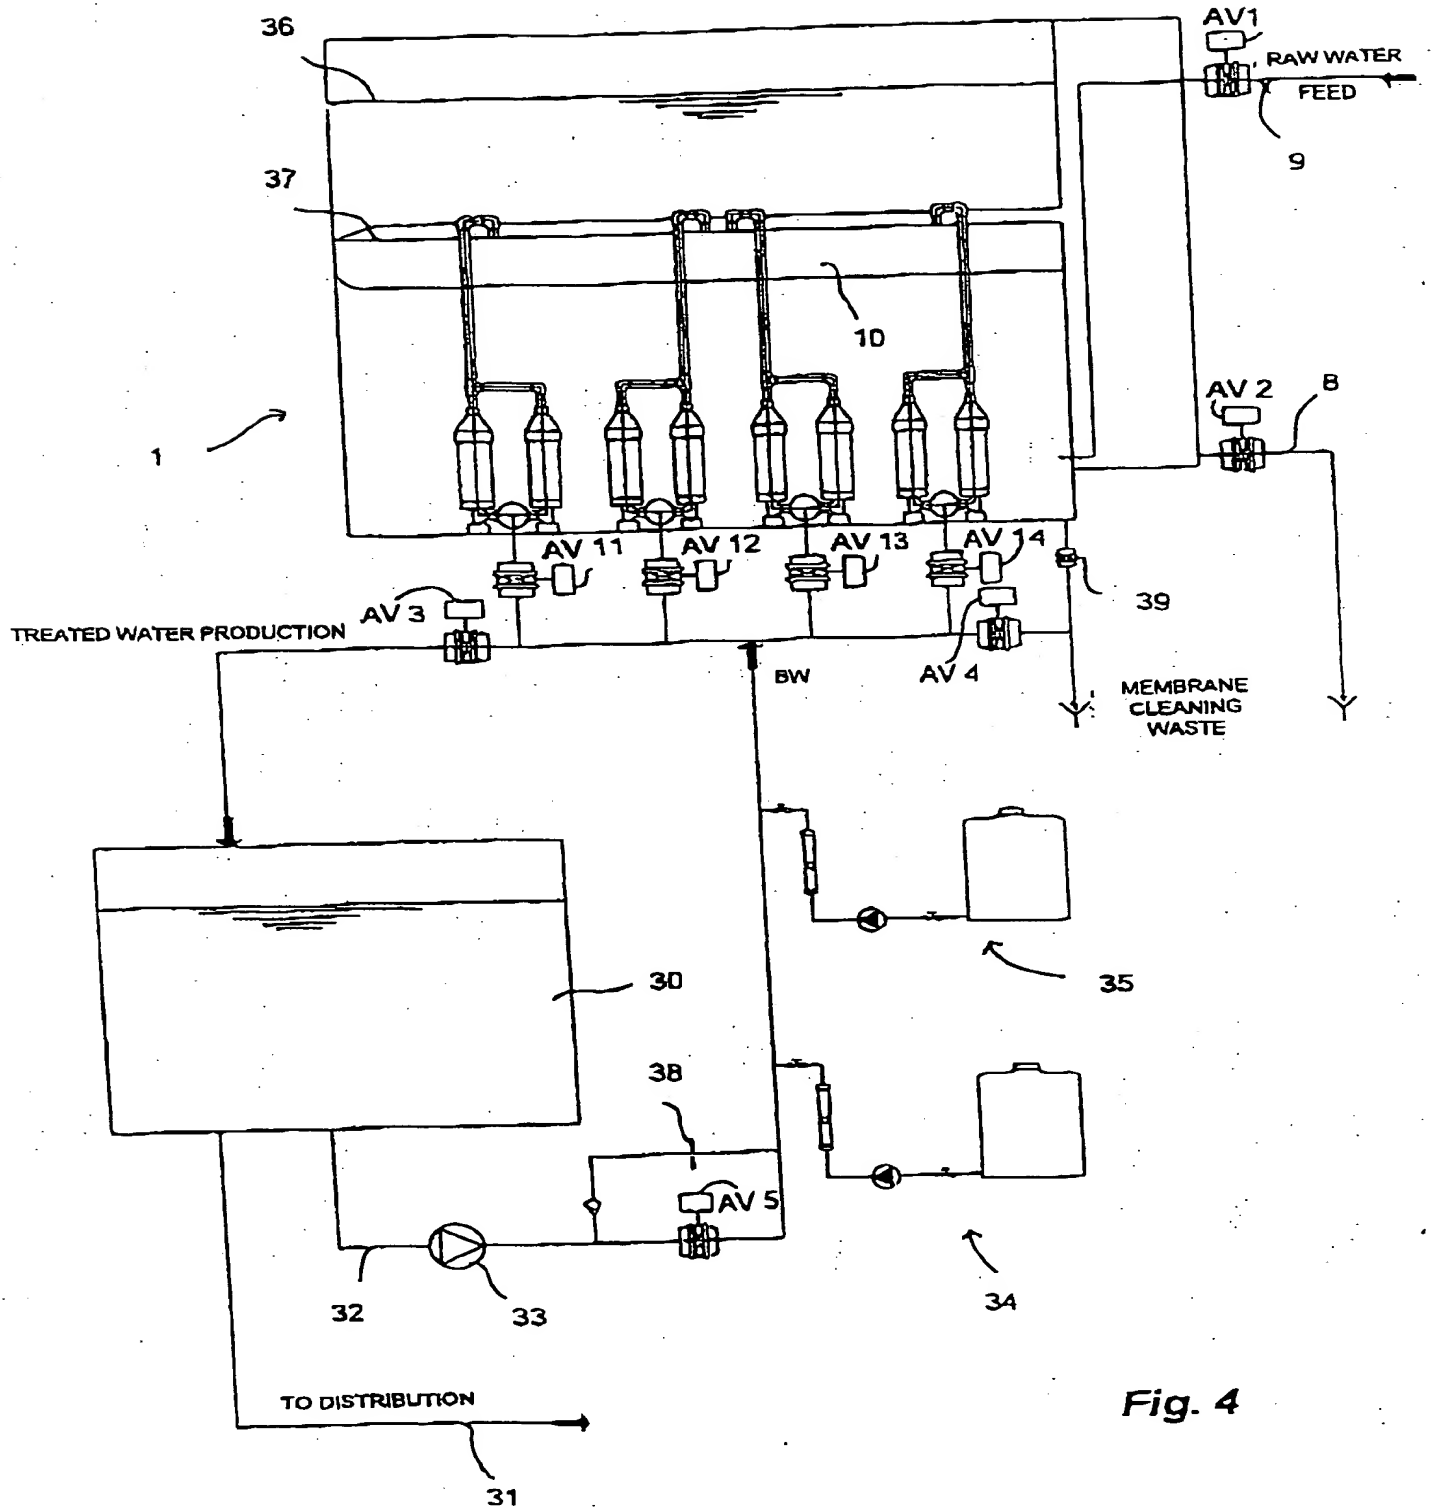 36
AV1
RAW WATER
FEED
9
37
10
AV 2
8
1
AV 11
AV 12
AV 13
AV 14
39
AV 3
TREATED WATER PRODUCTION
AV 4
BW
MEMBRANE
CLEANING
WASTE
35
30
38
AV 5
34
32
33
TO DISTRIBUTION
31
Fig. 4